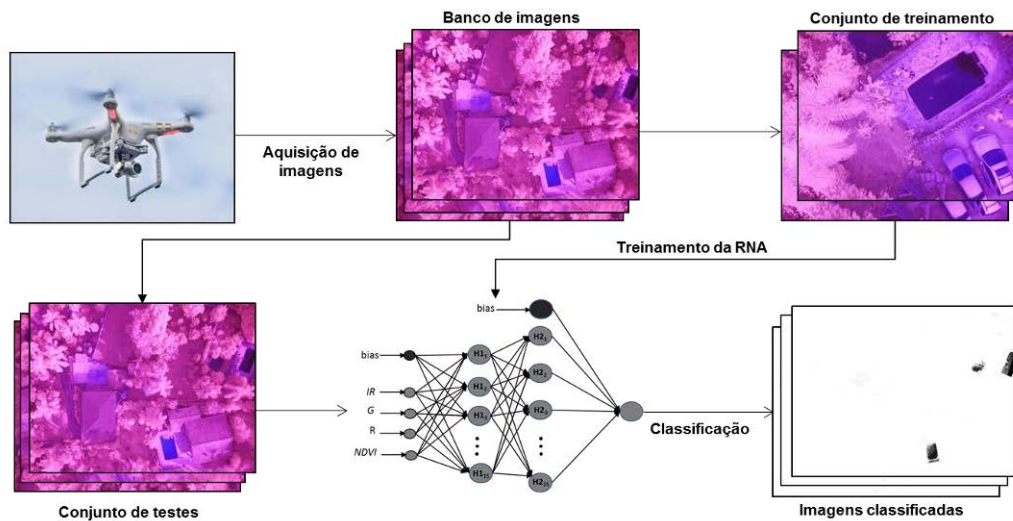 Banco de imagens
Conjunto de treinamento
Aquisição de
imagens
Treinamento da RNA
bias
bias
IR
G
R
NDVI
H1₁
H1₂
H1₃
H1₁₅
H2₁
H2₂
H2₃
H2₁₅
Classificação
Conjunto de testes
Imagens classificadas